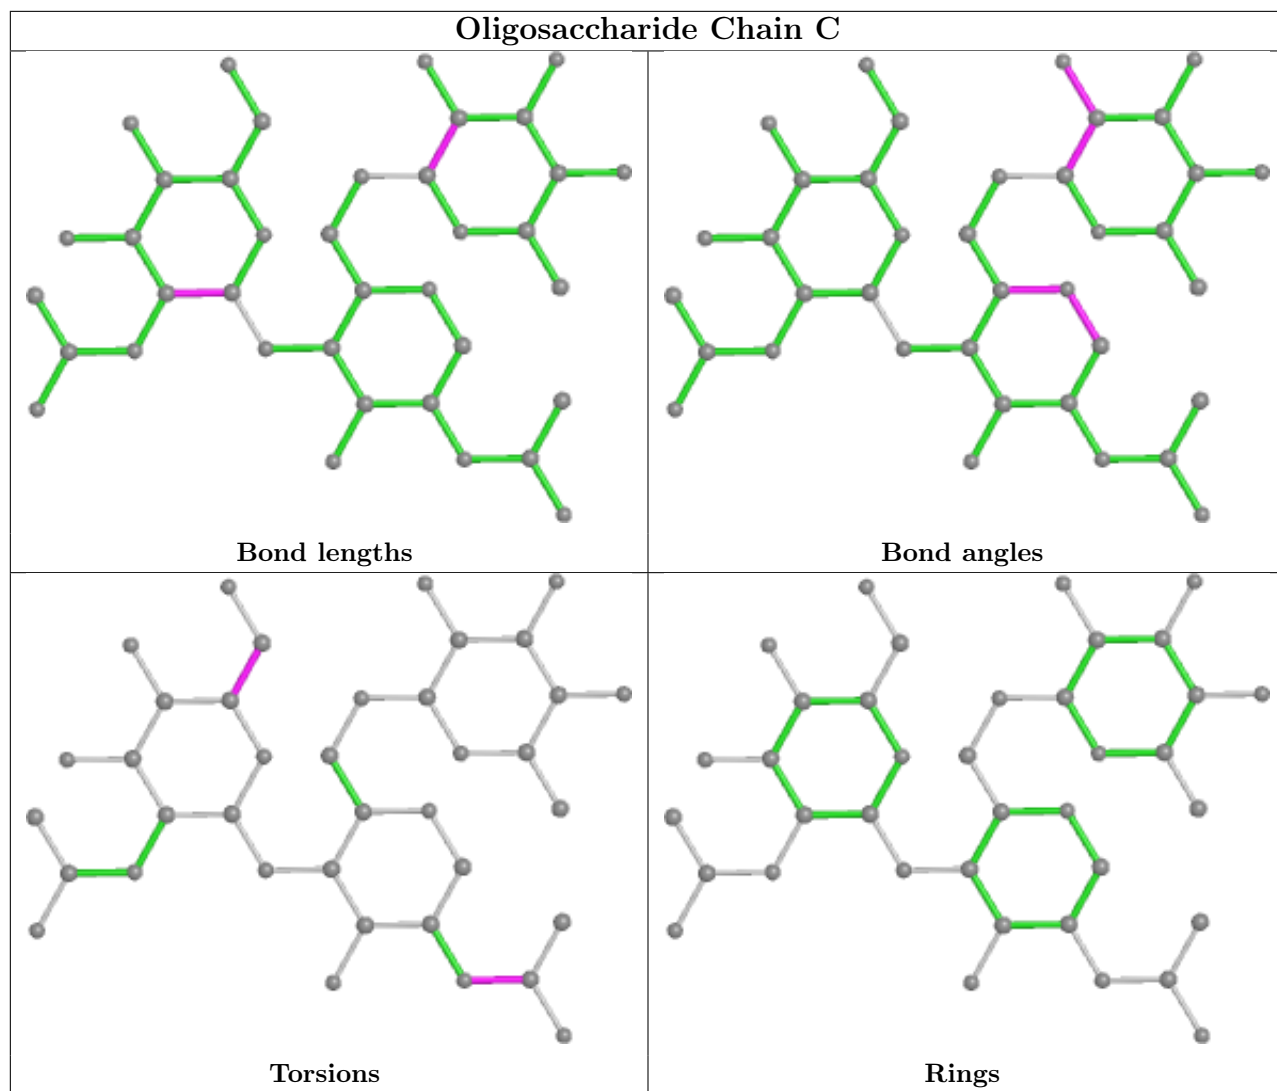 Oligosaccharide Chain C
Bond lengths
Bond angles
Torsions
Rings